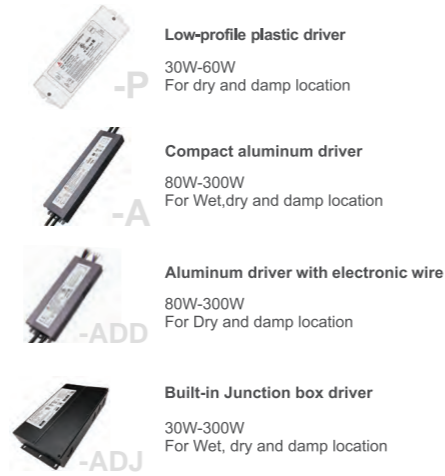 Low-profile plastic driver
30W-60W
For dry and damp location
-P
Compact aluminum driver
80W-300W
For Wet,dry and damp location
-A
Aluminum driver with electronic wire
80W-300W
For Dry and damp location
-ADD
Built-in Junction box driver
30W-300W
For Wet, dry and damp location
-ADJ